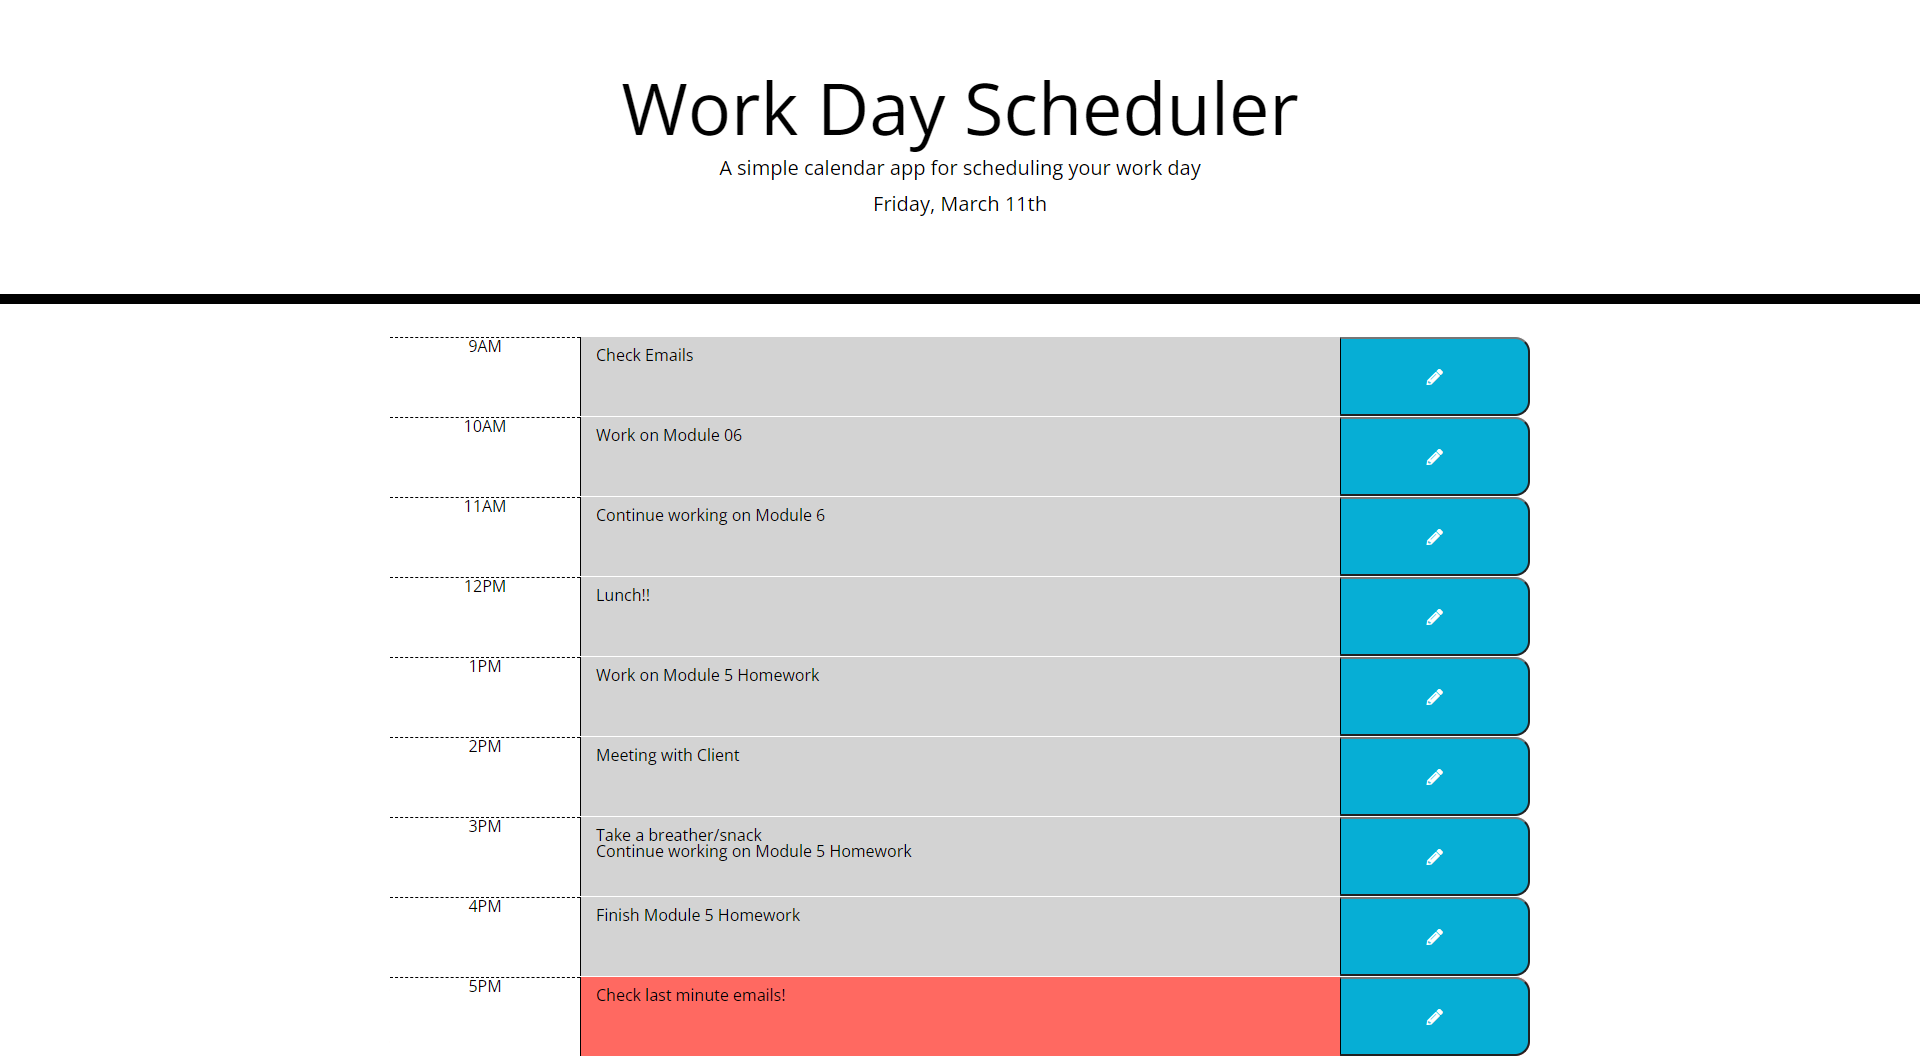 Work Day Scheduler
A simple calendar app for scheduling your work day
Friday, March 11th
9AM
Check Emails
10AM
Work on Module 06
11AM
Continue working on Module 6
12PM
Lunch!!
1PM
Work on Module 5 Homework
2PM
Meeting with Client
3PM
Take a breather/snack
Continue working on Module 5 Homework
4PM
Finish Module 5 Homework
5PM
Check last minute emails!